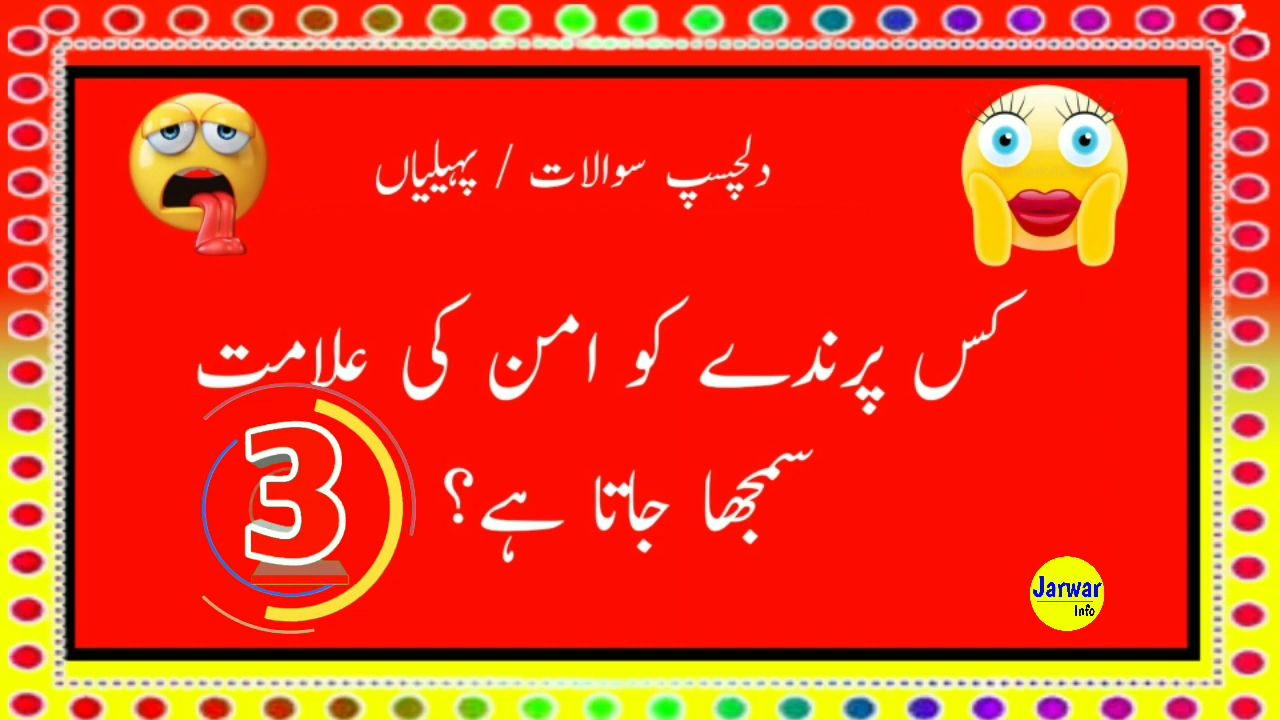 دلچسپ سوالات / پہیلیاں
کس پرندے کو امن کی علامت
سمجھا جاتا ہے؟
3
Jarwar
Info